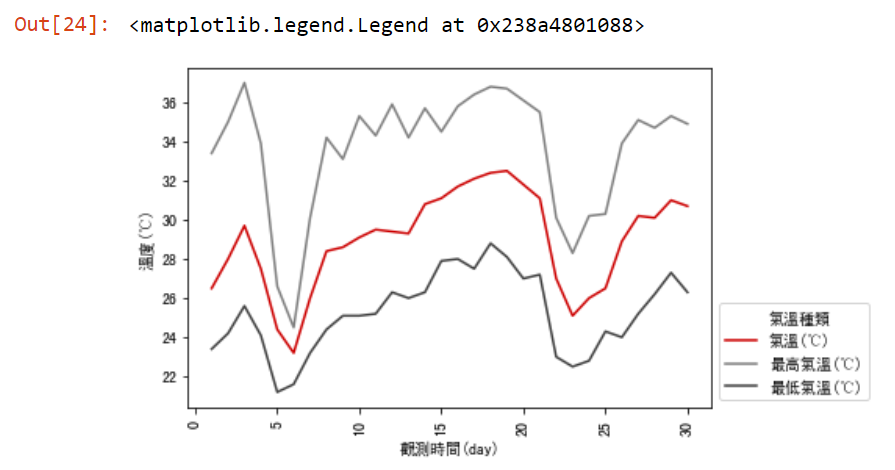 Out[24]: <matplotlib.legend.Legend at 0x238a4801088>
36
34
32
30
28
26
24
22
溫度(℃)
0 5 10 15 20 25 30
觀測時間(day)
氣溫種類
氣溫(℃)
最高氣溫(℃)
最低氣溫(℃)